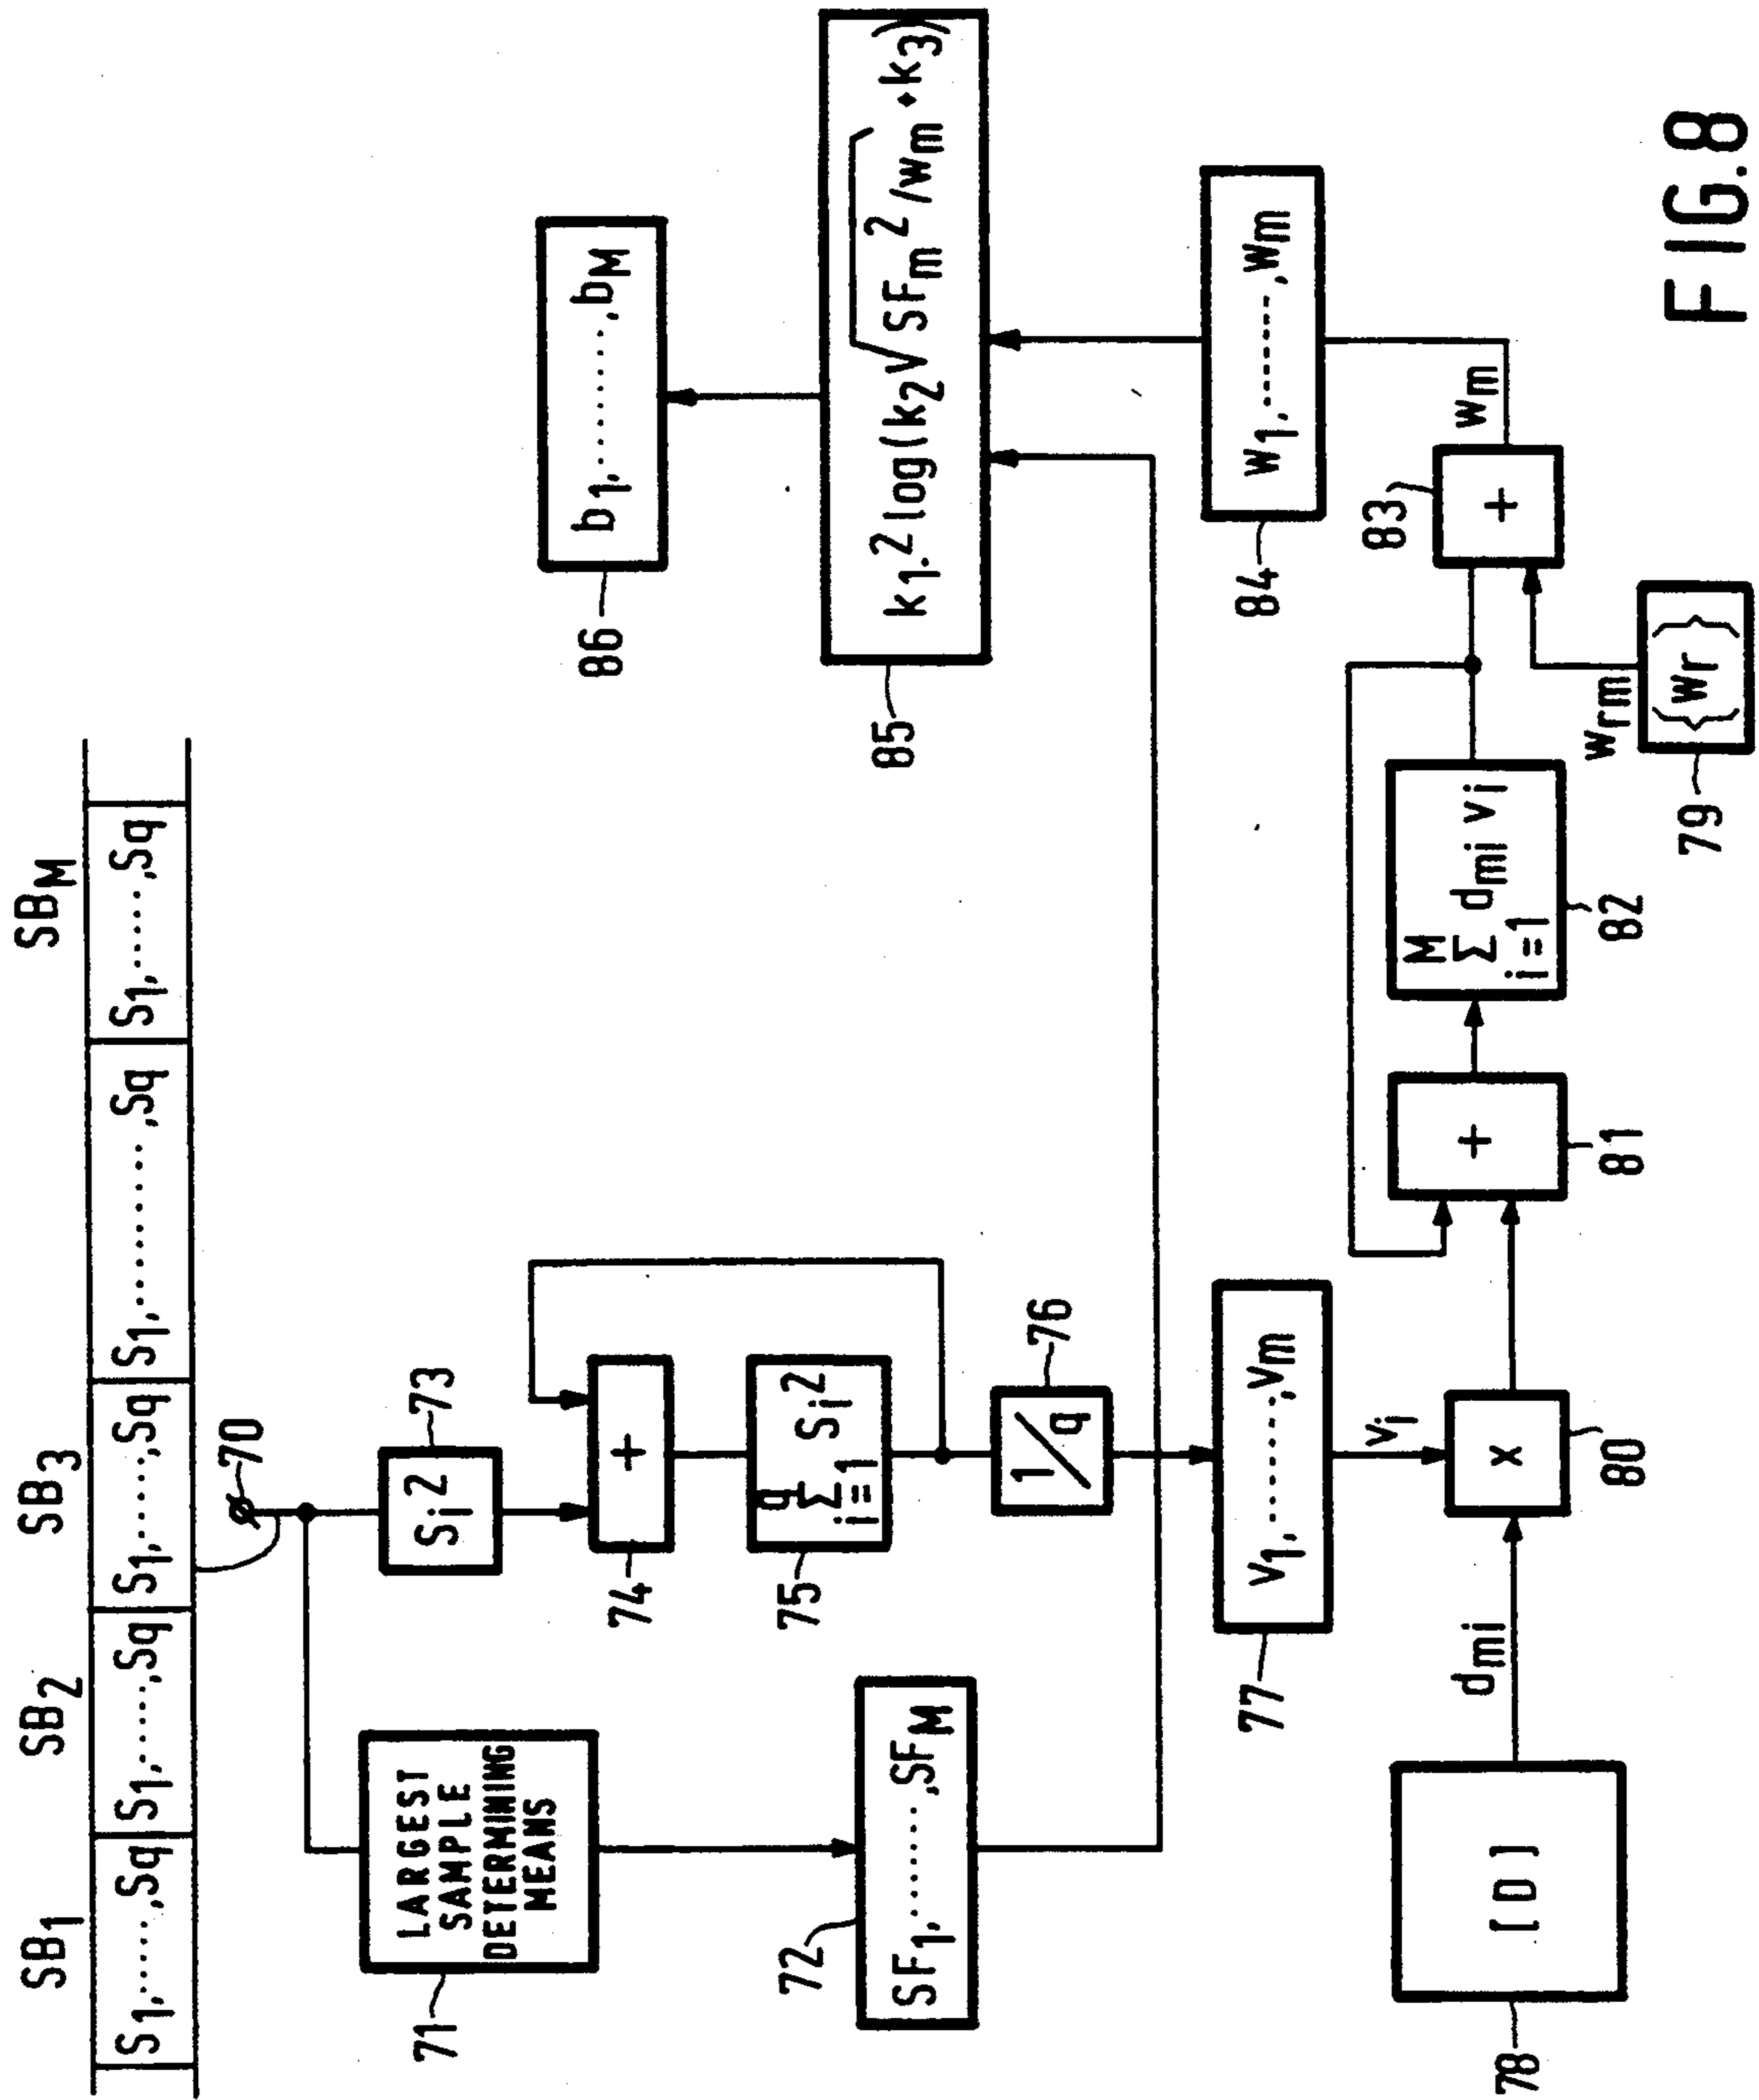 SB1 SB2 SB3 SBM
S1,.....,Sq S1,.....,Sq S1,.....,Sq S1,..........,Sq S1,.....,Sq
70
71
LARGEST
SAMPLE
DETERMINING
MEANS
Si² 73
74 +
75 q Σ i=1 Si²
1/q 76
72
SF1,.......,SFM
86
b1,.......,bM
85
k1.²log(k2√SFm²/wm + k3)
77
V1,......,Vm
84
W1,......,Wm
78
[D]
dmi
Vi
x
80
+
81
M Σ i=1 dmi vi
82
83
+
wm
wrm
{wr}
79
FIG.8